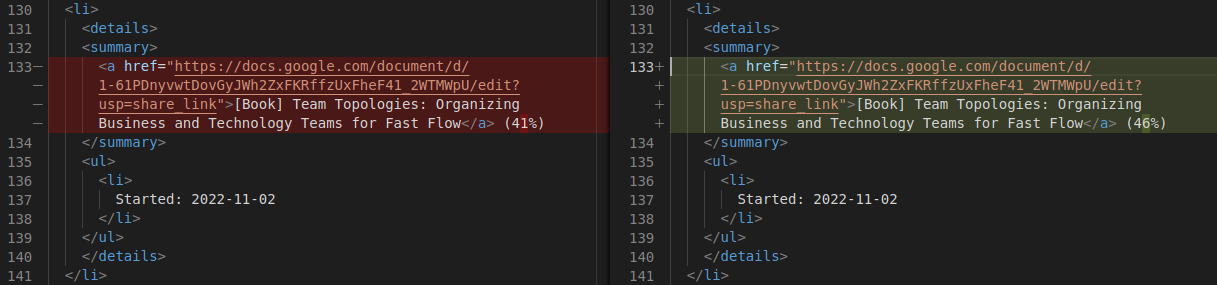 130 <li>
131 <details>
132 <summary>
133— <a href="https://docs.google.com/document/d/
— 1-61PDnyvwtDovGyJWh2ZxFKRffzUxFheF41_2WTMWpU/edit?
— usp=share_link">[Book] Team Topologies: Organizing
— Business and Technology Teams for Fast Flow</a> (41%)
134 </summary>
135 <ul>
136 <li>
137 Started: 2022-11-02
138 </li>
139 </ul>
140 </details>
141 </li>
130 <li>
131 <details>
132 <summary>
133+ <a href="https://docs.google.com/document/d/
+ 1-61PDnyvwtDovGyJWh2ZxFKRffzUxFheF41_2WTMWpU/edit?
+ usp=share_link">[Book] Team Topologies: Organizing
+ Business and Technology Teams for Fast Flow</a> (46%)
134 </summary>
135 <ul>
136 <li>
137 Started: 2022-11-02
138 </li>
139 </ul>
140 </details>
141 </li>